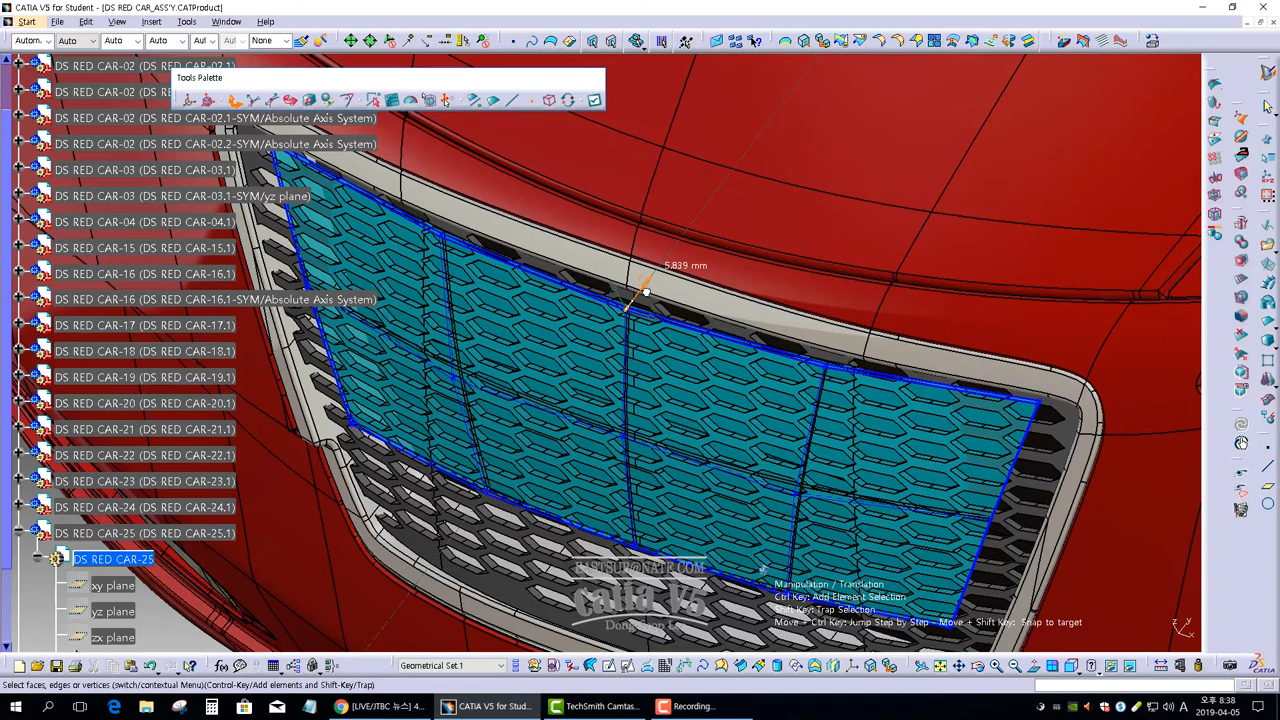 CATIA V5 for Student - [DS RED CAR_ASS'Y.CATProduct]
Start File Edit View Insert Tools Window Help
Autom. Auto Auto Auto Aut Aut None
DS RED CAR-02 (DS RED CAR-02.1)
Tools Palette
DS RED CAR-02
DS RED CAR-02 (DS RED CAR-02.1-SYM/Absolute Axis System)
DS RED CAR-02 (DS RED CAR-02.2-SYM/Absolute Axis System)
DS RED CAR-03 (DS RED CAR-03.1)
DS RED CAR-03 (DS RED CAR-03.1-SYM/yz plane)
DS RED CAR-04 (DS RED CAR-04.1)
DS RED CAR-15 (DS RED CAR-15.1)
5.839 mm
DS RED CAR-16 (DS RED CAR-16.1)
DS RED CAR-16 (DS RED CAR-16.1-SYM/Absolute Axis System)
DS RED CAR-17 (DS RED CAR-17.1)
DS RED CAR-18 (DS RED CAR-18.1)
DS RED CAR-19 (DS RED CAR-19.1)
DS RED CAR-20 (DS RED CAR-20.1)
DS RED CAR-21 (DS RED CAR-21.1)
DS RED CAR-22 (DS RED CAR-22.1)
DS RED CAR-23 (DS RED CAR-23.1)
DS RED CAR-24 (DS RED CAR-24.1)
DS RED CAR-25 (DS RED CAR-25.1)
DS RED CAR-25
xy plane
yz plane
zx plane
EASTSUB@NATE.COM
Catia V5
Manipulation / Translation
Ctrl Key: Add Element Selection
Shift Key: Trap Selection
Move + Ctrl Key: Jump Step by Step - Move + Shift Key: Snap to target
z y
x
Geometrical Set.1
Select faces, edges or vertices (switch/contextual Menu)(Control-Key/Add elements and Shift-Key/Trap)
[LIVE/JTBC 뉴스] 4...
CATIA V5 for Stude...
TechSmith Camtas...
Recording...
A
오후 8:38
2019-04-05